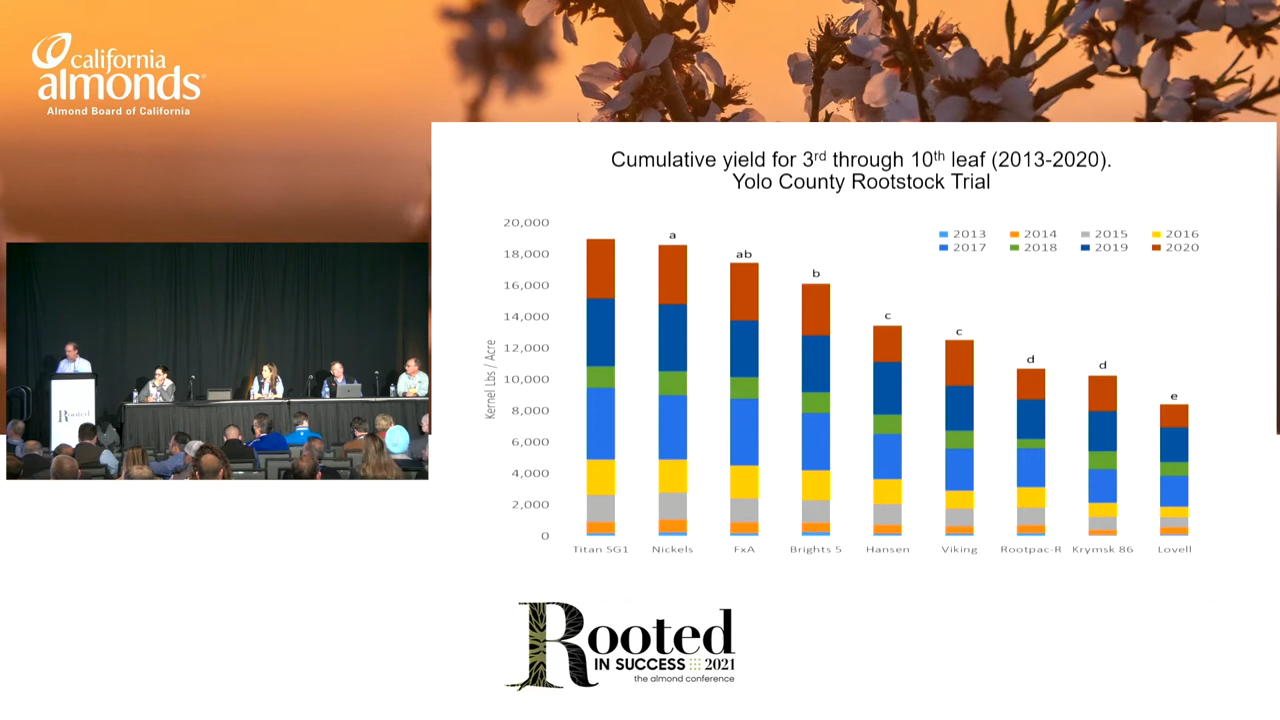 california
almonds
Almond Board of California
Cumulative yield for 3rd through 10th leaf (2013-2020).
Yolo County Rootstock Trial
20,000
18,000
16,000
14,000
12,000
10,000
8,000
6,000
4,000
2,000
0
Kernel Lbs / Acre
2013 2014 2015 2016
2017 2018 2019 2020
a
ab
b
c
c
d
d
e
Titan SG1 Nickels FxA Brights 5 Hansen Viking Rootpac-R Krymsk 86 Lovell
Rooted
Rooted
IN SUCCESS 2021
the almond conference